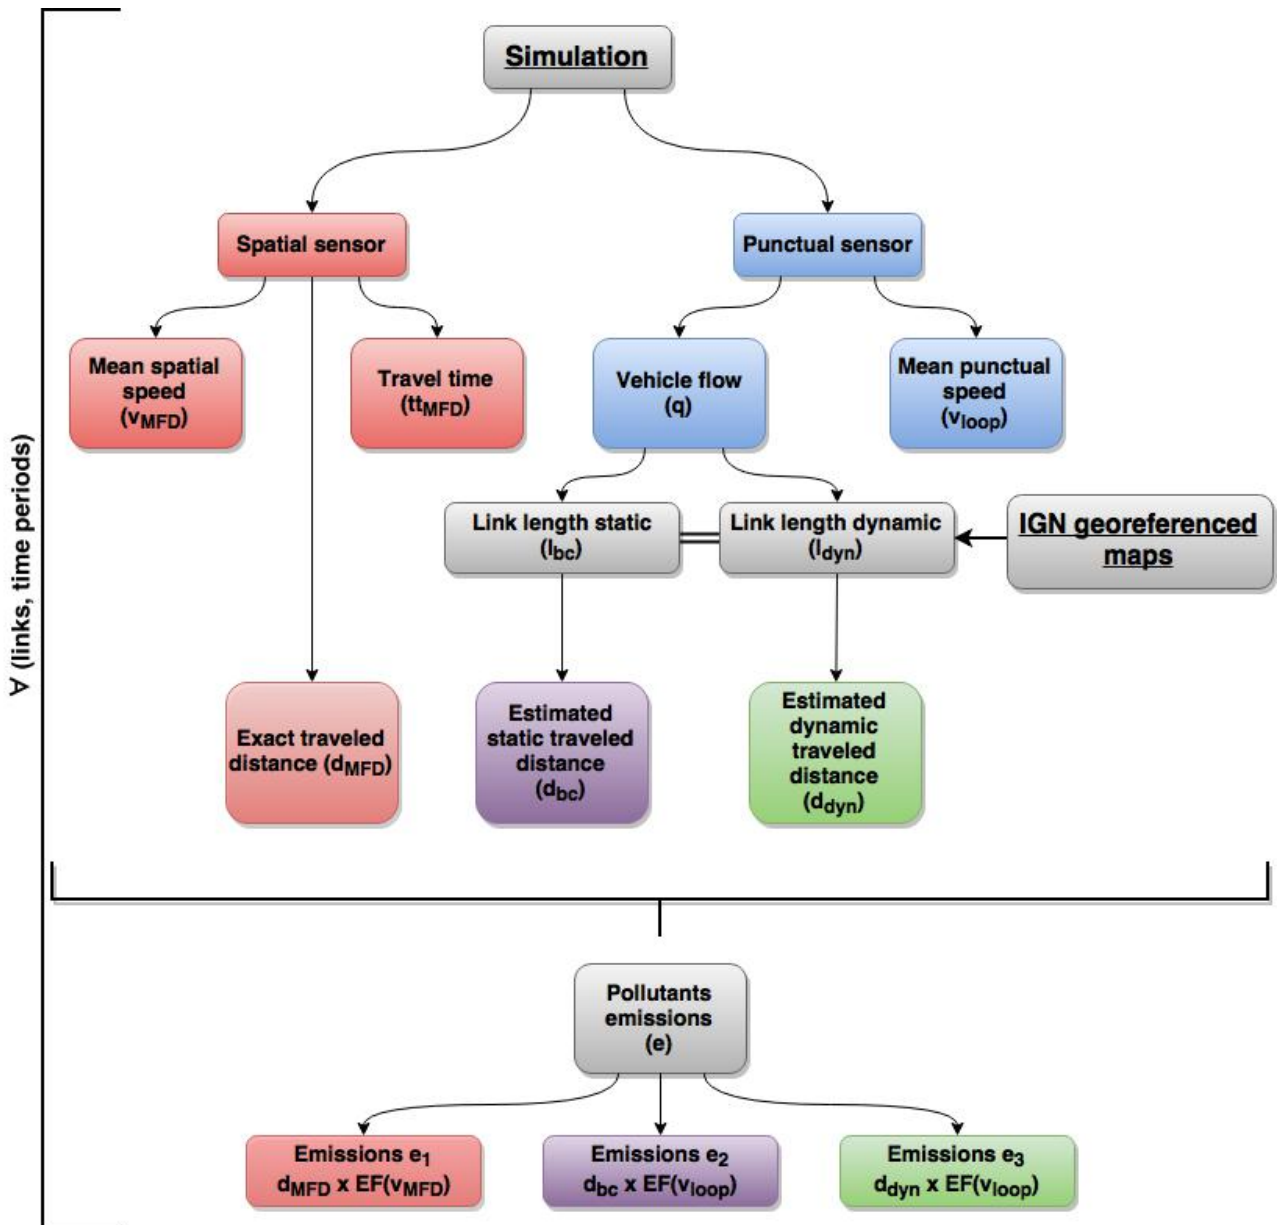 Simulation
Spatial sensor
Punctual sensor
Mean spatial
speed
(vMFD)
Travel time
(ttMFD)
Vehicle flow
(q)
Mean punctual
speed
(vloop)
∀ (links, time periods)
Link length static
(lbc)
Link length dynamic
(ldyn)
IGN georeferenced
maps
Exact traveled
distance (dMFD)
Estimated
static traveled
distance
(dbc)
Estimated
dynamic
traveled
distance
(ddyn)
Pollutants
emissions
(e)
Emissions e1
dMFD x EF(vMFD)
Emissions e2
dbc x EF(vloop)
Emissions e3
ddyn x EF(vloop)